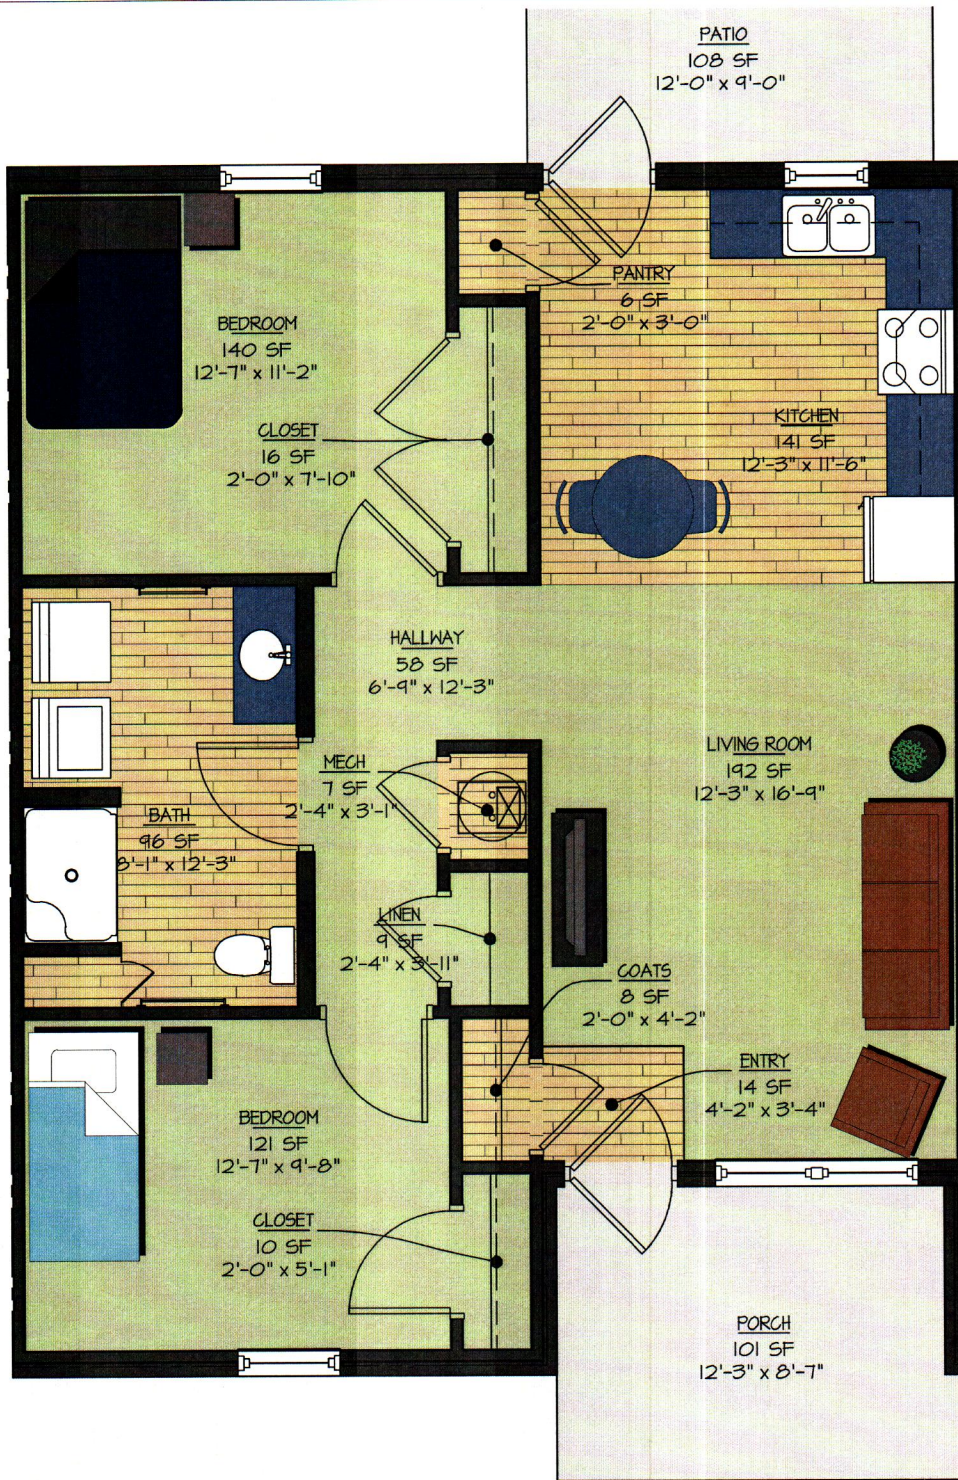 PATIO
108 SF
12'-0" x 9'-0"
PANTRY
6 SF
2'-0" x 3'-0"
BEDROOM
140 SF
12'-7" x 11'-2"
CLOSET
16 SF
2'-0" x 7'-10"
KITCHEN
141 SF
12'-3" x 11'-6"
HALLWAY
58 SF
6'-9" x 12'-3"
MECH
7 SF
2'-4" x 3'-1"
LIVING ROOM
192 SF
12'-3" x 16'-9"
BATH
96 SF
8'-1" x 12'-3"
LINEN
9 SF
2'-4" x 3'-11"
COATS
8 SF
2'-0" x 4'-2"
ENTRY
14 SF
4'-2" x 3'-4"
BEDROOM
121 SF
12'-7" x 9'-8"
CLOSET
10 SF
2'-0" x 5'-1"
PORCH
101 SF
12'-3" x 8'-7"